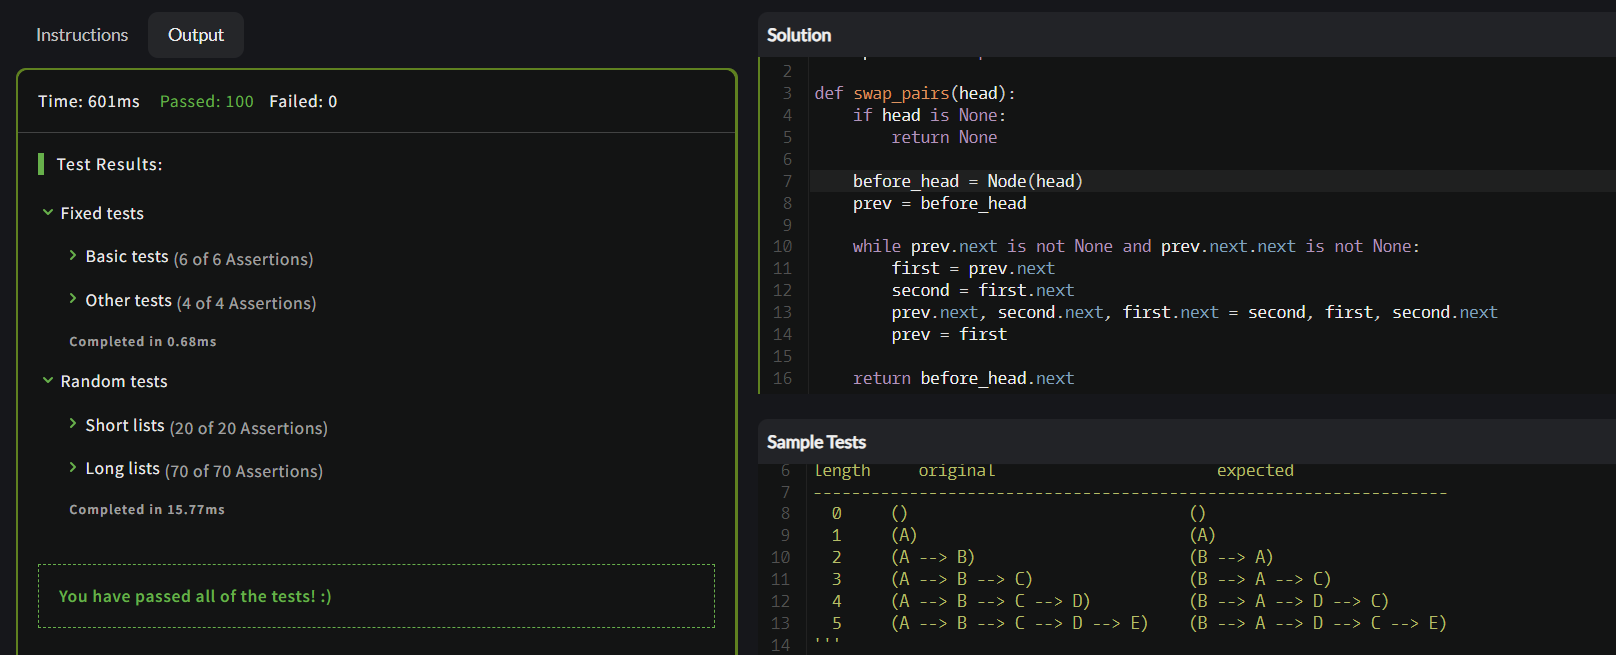 Instructions
Output
Time: 601ms Passed: 100 Failed: 0
Test Results:
Fixed tests
Basic tests (6 of 6 Assertions)
Other tests (4 of 4 Assertions)
Completed in 0.68ms
Random tests
Short lists (20 of 20 Assertions)
Long lists (70 of 70 Assertions)
Completed in 15.77ms
You have passed all of the tests! :)
Solution
2
3 def swap_pairs(head):
4     if head is None:
5         return None
6
7     before_head = Node(head)
8     prev = before_head
9
10     while prev.next is not None and prev.next.next is not None:
11         first = prev.next
12         second = first.next
13         prev.next, second.next, first.next = second, first, second.next
14         prev = first
15
16     return before_head.next
Sample Tests
6 length     original                       expected
7 ------------------------------------------------------------------
8   0     ()                             ()
9   1     (A)                            (A)
10   2     (A --> B)                      (B --> A)
11   3     (A --> B --> C)                (B --> A --> C)
12   4     (A --> B --> C --> D)          (B --> A --> D --> C)
13   5     (A --> B --> C --> D --> E)    (B --> A --> D --> C --> E)
14 '''